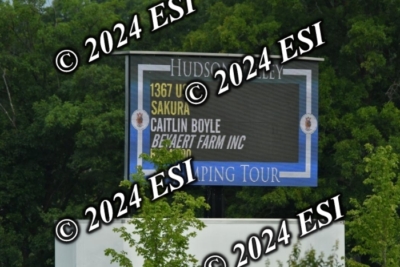 © 2024 ESI
© 2024 ESI
HUDSON
1367
SAKURA
CAITLIN BOYLE
BEYAERT FARM INC
© 2024 ESI
TOUR
© 2024 ESI
© 2024 ESI